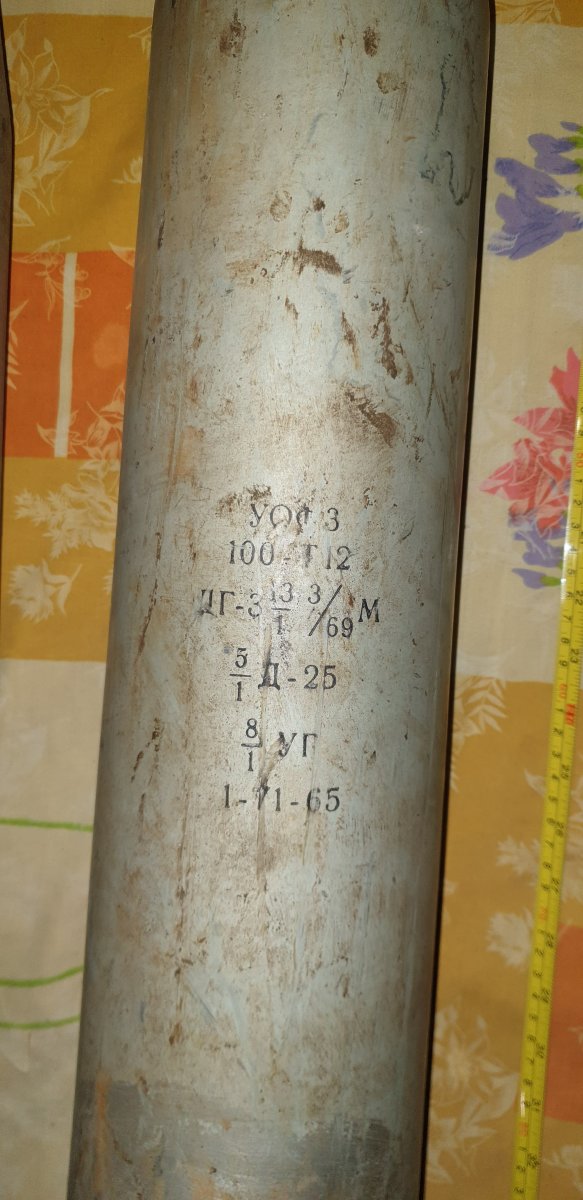 УОФ 3
100-Т12
ДГ-3 13/1 3/69 М
5/1 Д-25
8/1 УГ
1-71-65